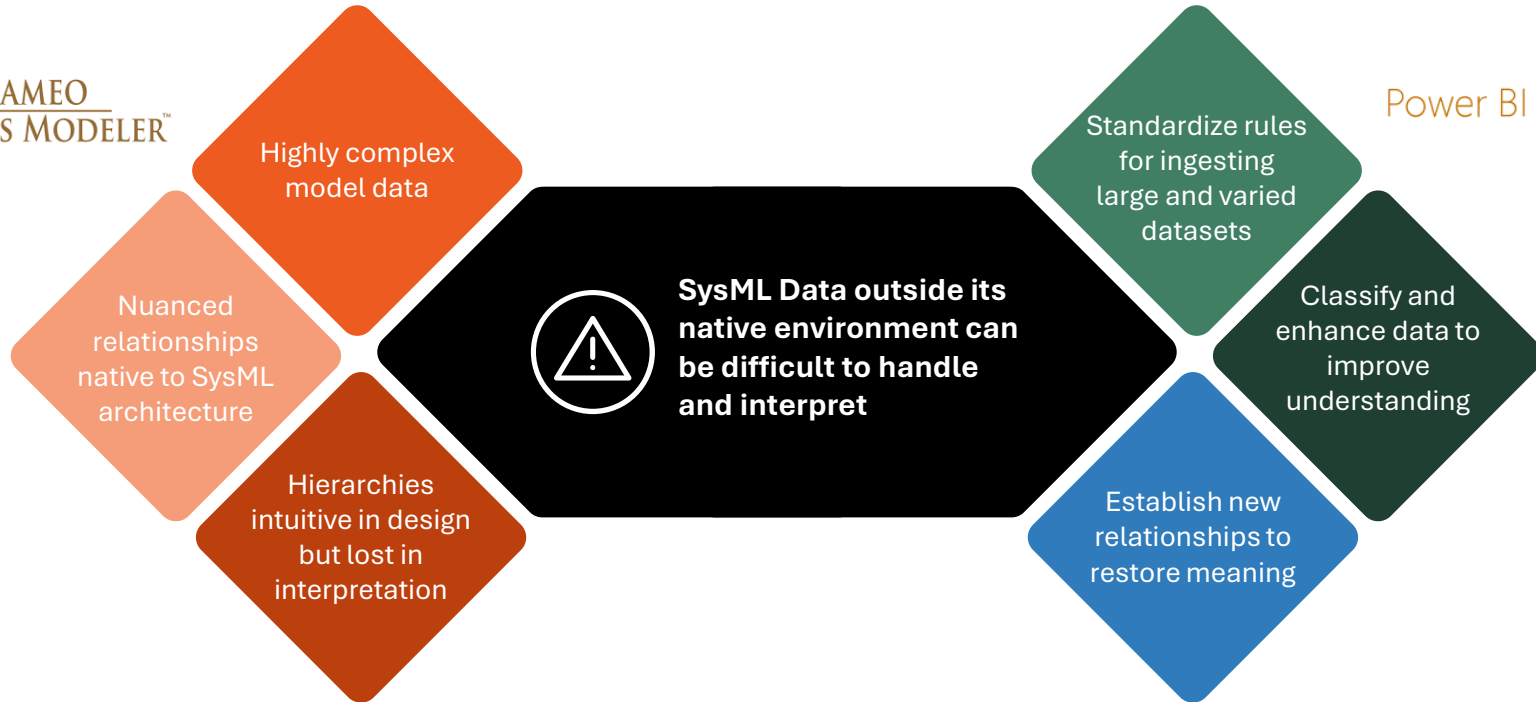 AMEO
S MODELER™
Highly complex
model data
Nuanced
relationships
native to SysML
architecture
Hierarchies
intuitive in design
but lost in
interpretation
SysML Data outside its
native environment can
be difficult to handle
and interpret
Power BI
Standardize rules
for ingesting
large and varied
datasets
Classify and
enhance data to
improve
understanding
Establish new
relationships to
restore meaning